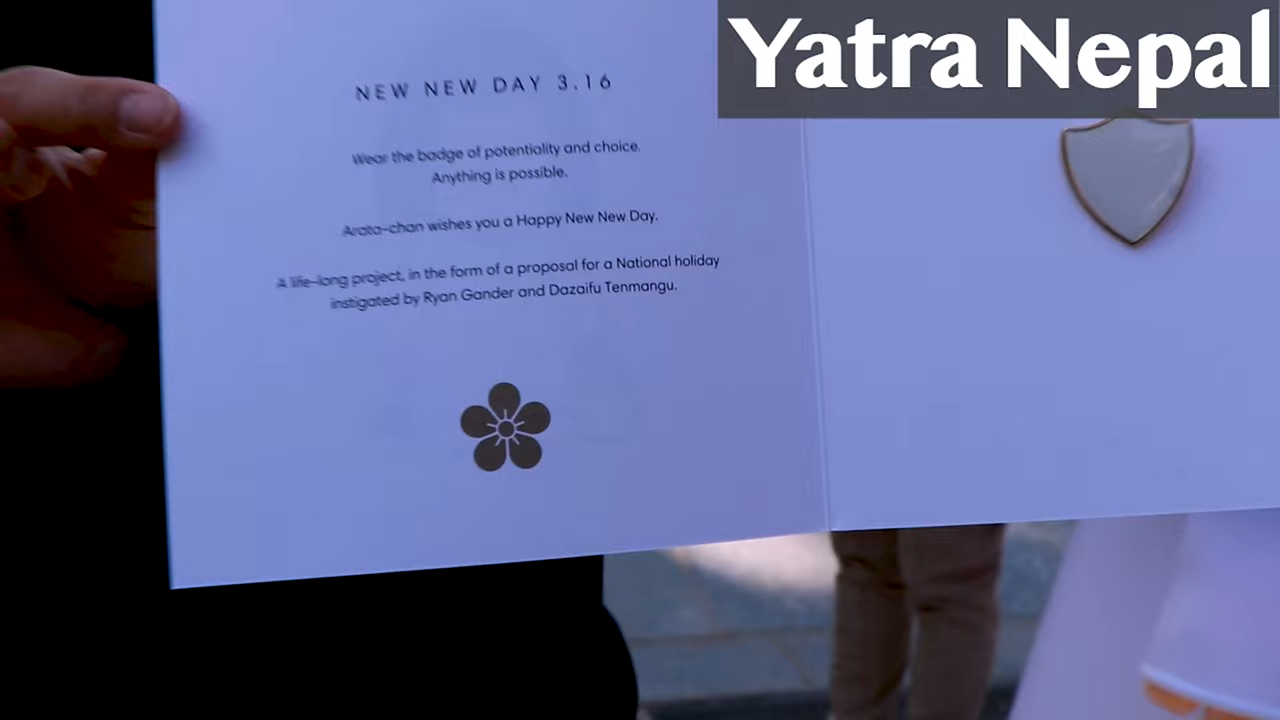 Yatra Nepal
NEW NEW DAY 3.16
Wear the badge of potentiality and choice.
Anything is possible.
Arata-chan wishes you a Happy New New Day.
A life-long project, in the form of a proposal for a National holiday
instigated by Ryan Gander and Dazaifu Tenmangu.